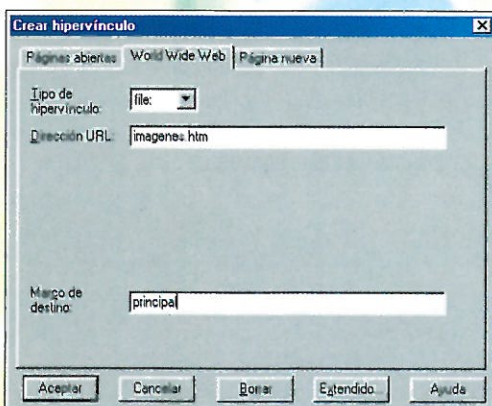 Crear hipervínculo
Páginas abiertas World Wide Web Página nueva
Tipo de hipervínculo: file:
Dirección URL: imagenes.htm
Marco de destino: principal
Aceptar Cancelar Borrar Extendido... Ayuda